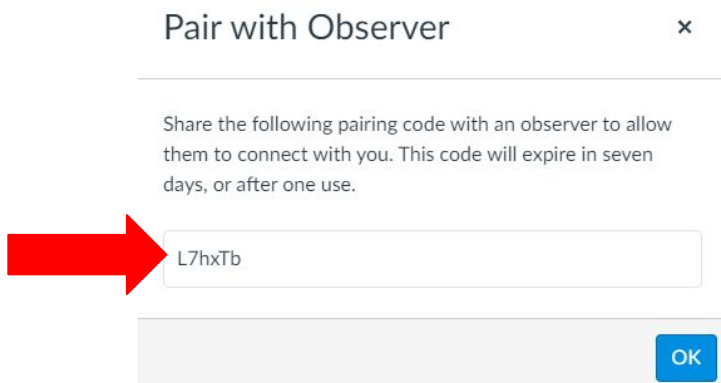 Pair with Observer ×
Share the following pairing code with an observer to allow
them to connect with you. This code will expire in seven
days, or after one use.
L7hxTb
OK